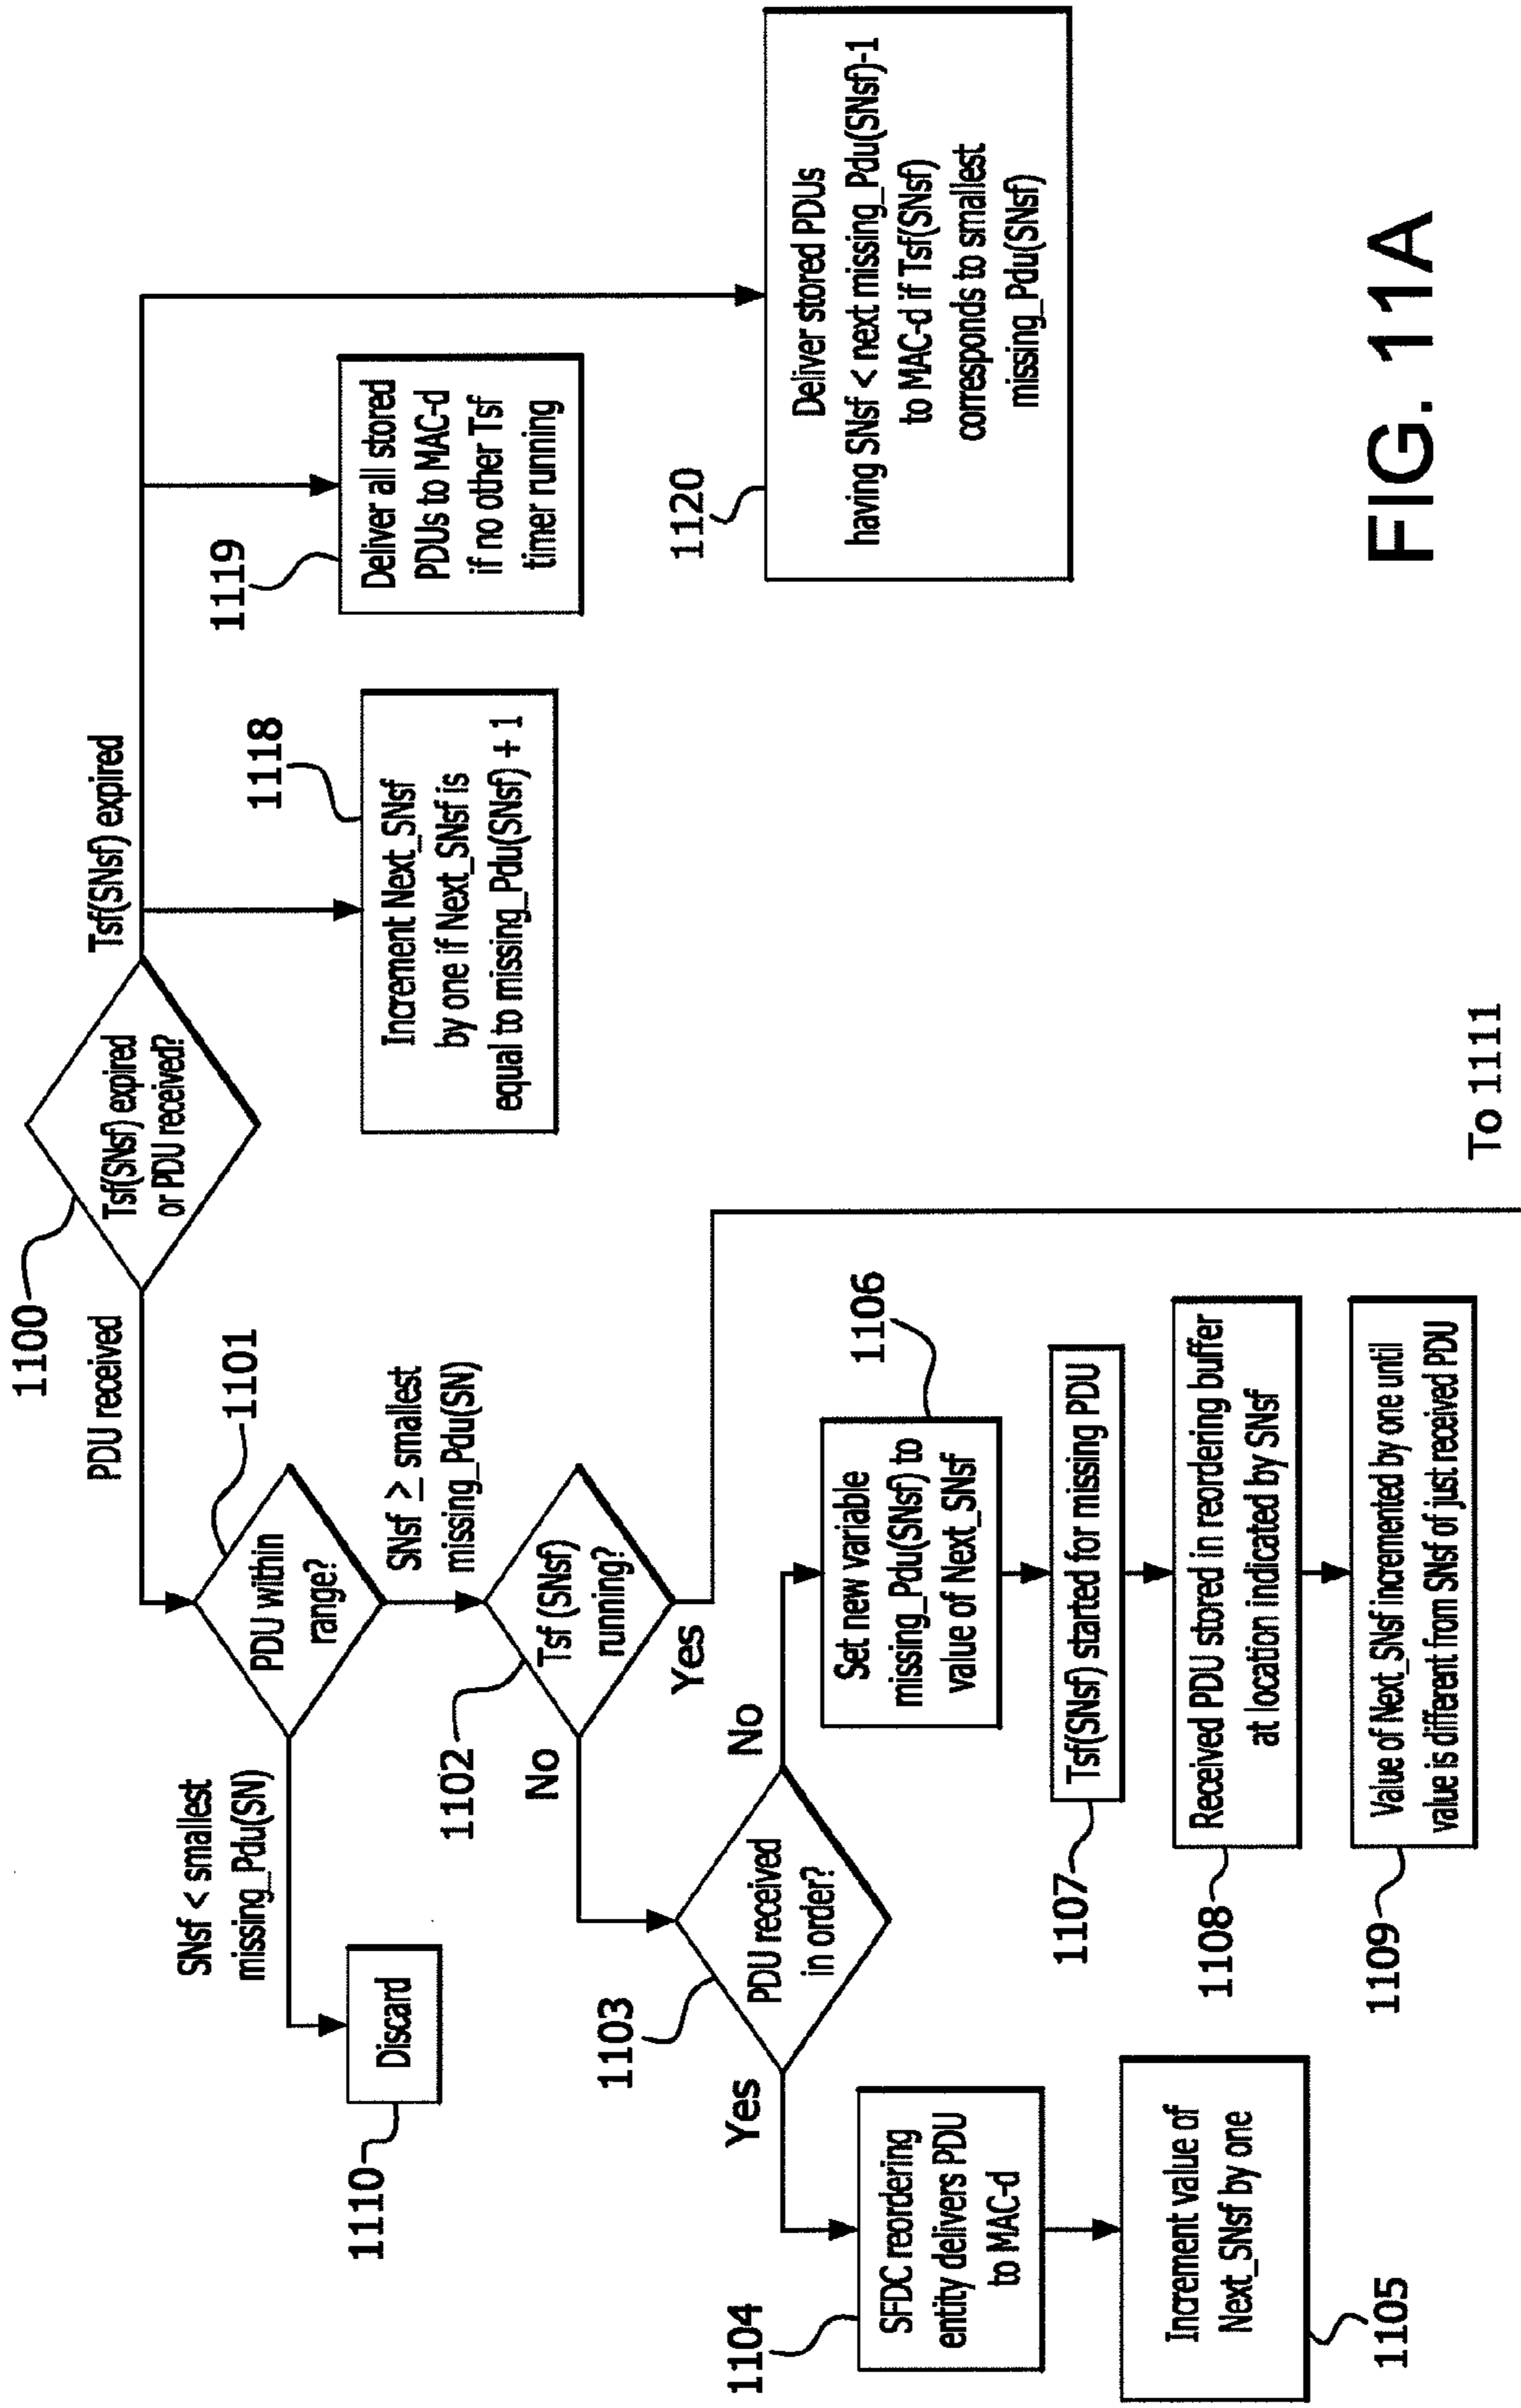 1100
Tsf(SNsf) expired
or PDU received?
PDU received
Tsf(SNsf) expired
1101
PDU within
range?
SNsf < smallest
missing_Pdu(SN)
1110
Discard
SNsf ≥ smallest
missing_Pdu(SN)
1102
Tsf (SNsf)
running?
No
Yes
1103
PDU received
in order?
Yes
No
1104
SFDC reordering
entity delivers PDU
to MAC-d
Increment value of
Next_SNsf by one
1105
1106
Set new variable
missing_Pdu(SNsf) to
value of Next_SNsf
1107
Tsf(SNsf) started for missing PDU
1108
Received PDU stored in reordering buffer
at location indicated by SNsf
1109
Value of Next_SNsf incremented by one until
value is different from SNsf of just received PDU
To 1111
1118
Increment Next_SNsf
by one if Next_SNsf is
equal to missing_Pdu(SNsf) + 1
1119
Deliver all stored
PDUs to MAC-d
if no other Tsf
timer running
1120
Deliver stored PDUs
having SNsf < next missing_Pdu(SNsf)-1
to MAC-d if Tsf(SNsf)
corresponds to smallest
missing_Pdu(SNsf)
FIG. 11A